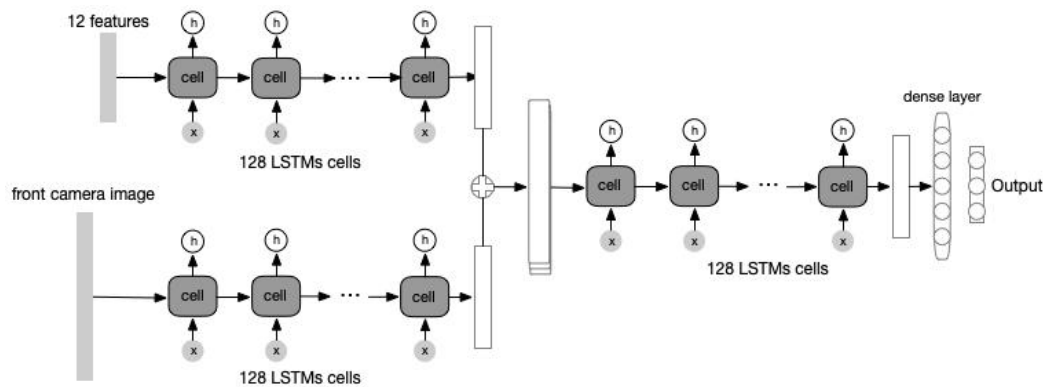 12 features
h h h
cell cell ... cell
x x x
128 LSTMs cells
front camera image
h h h
cell cell ... cell
x x x
128 LSTMs cells
h h h
cell cell ... cell
x x x
128 LSTMs cells
dense layer
Output